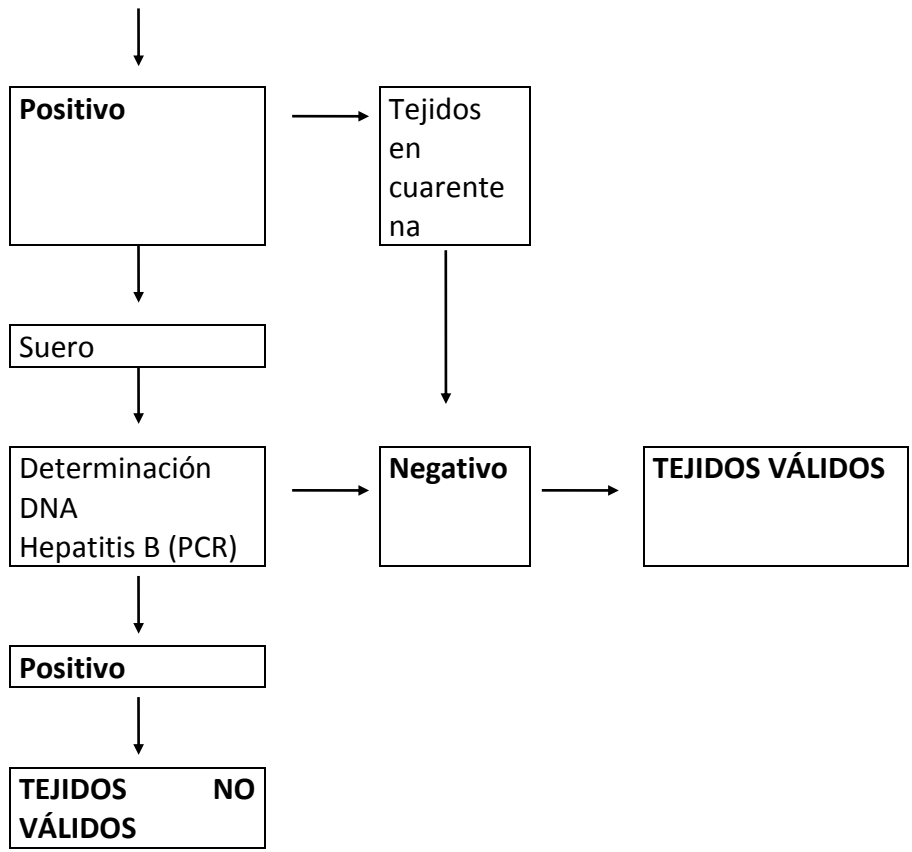 Positivo
Tejidos
en
cuarente
na
Suero
Determinación
DNA
Hepatitis B (PCR)
Negativo
TEJIDOS VÁLIDOS
Positivo
TEJIDOS NO
VÁLIDOS